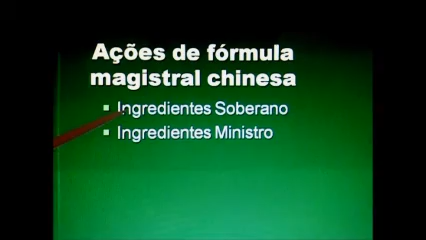 Ações de fórmula
magistral chinesa
Ingredientes Soberano
Ingredientes Ministro